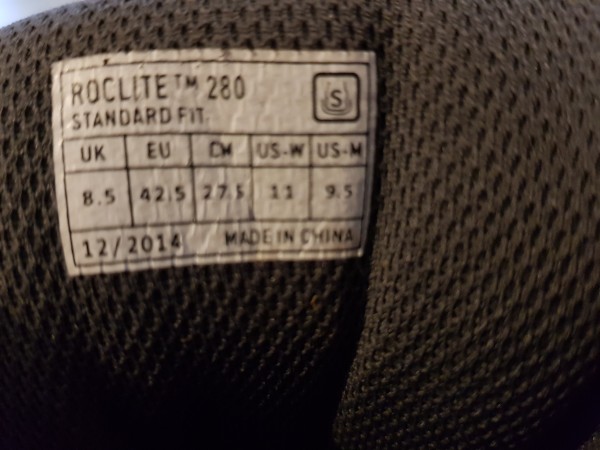 ROCLITE™ 280
STANDARD FIT
S
UK EU CM US-W US-M
8.5 42.5 27.5 11 9.5
12/2014 MADE IN CHINA